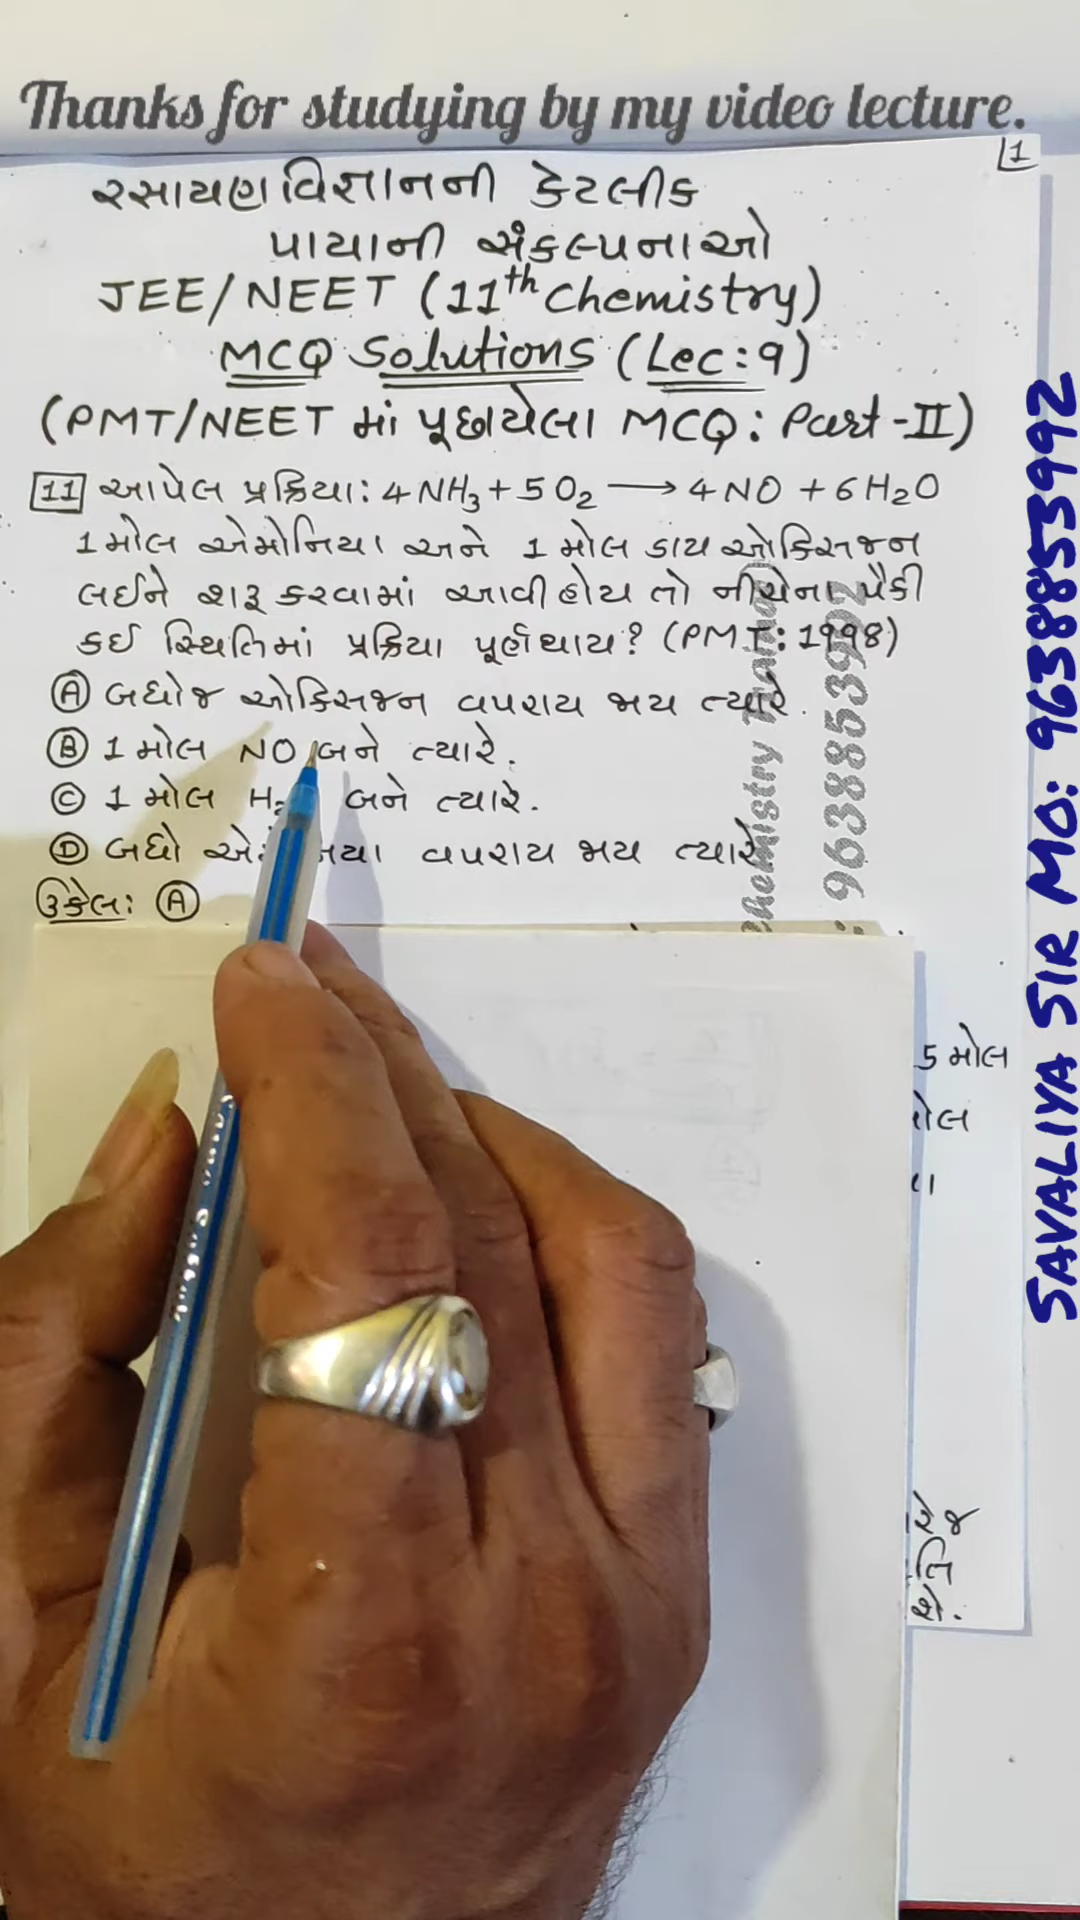 Thanks for studying by my video lecture.
1
રસાયણવિજ્ઞાનની કેટલીક
પાયાની સંકલ્પનાઓ
JEE/NEET (11th Chemistry)
MCQ Solutions (Lec:9)
(PMT/NEET માં પૂછાયેલા MCQ: Part-II)
11 આપેલ પ્રક્રિયા: 4NH₃+5O₂ ⟶ 4NO +6H₂O
1 મોલ એમોનિયા અને 1 મોલ ડાય ઓક્સિજન
લઈને શરૂ કરવામાં આવી હોય તો નીચેના પૈકી
કઈ સ્થિતિમાં પ્રક્રિયા પૂર્ણ થાય? (PMT: 1998)
(A) બધોજ ઓક્સિજન વપરાય જાય ત્યારે.
(B) 1 મોલ NO બને ત્યારે.
(C) 1 મોલ H₂ બને ત્યારે.
(D) બધો વપરાય જાય ત્યારે
ઉકેલ: (A)
5 મોલ
Chemistry
9638853992
SAVALIYA SIR MO: 9638853992